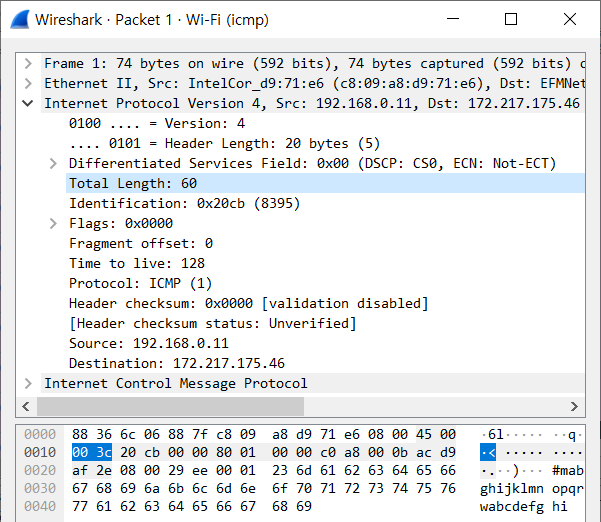 Wireshark · Packet 1 · Wi-Fi (icmp)
Frame 1: 74 bytes on wire (592 bits), 74 bytes captured (592 bits) o
Ethernet II, Src: IntelCor_d9:71:e6 (c8:09:a8:d9:71:e6), Dst: EFMNet
Internet Protocol Version 4, Src: 192.168.0.11, Dst: 172.217.175.46
0100 .... = Version: 4
.... 0101 = Header Length: 20 bytes (5)
Differentiated Services Field: 0x00 (DSCP: CS0, ECN: Not-ECT)
Total Length: 60
Identification: 0x20cb (8395)
Flags: 0x0000
Fragment offset: 0
Time to live: 128
Protocol: ICMP (1)
Header checksum: 0x0000 [validation disabled]
[Header checksum status: Unverified]
Source: 192.168.0.11
Destination: 172.217.175.46
Internet Control Message Protocol
0000 88 36 6c 06 88 7f c8 09 a8 d9 71 e6 08 00 45 00 ·6l····· ··q···E·
0010 00 3c 20 cb 00 00 80 01 00 00 c0 a8 00 0b ac d9 ·< ····· ········
0020 af 2e 08 00 29 ee 00 01 23 6d 61 62 63 64 65 66 ·.··)··· #mabcdef
0030 67 68 69 6a 6b 6c 6d 6e 6f 70 71 72 73 74 75 76 ghijklmn opqrstuv
0040 77 61 62 63 64 65 66 67 68 69 wabcdefg hi